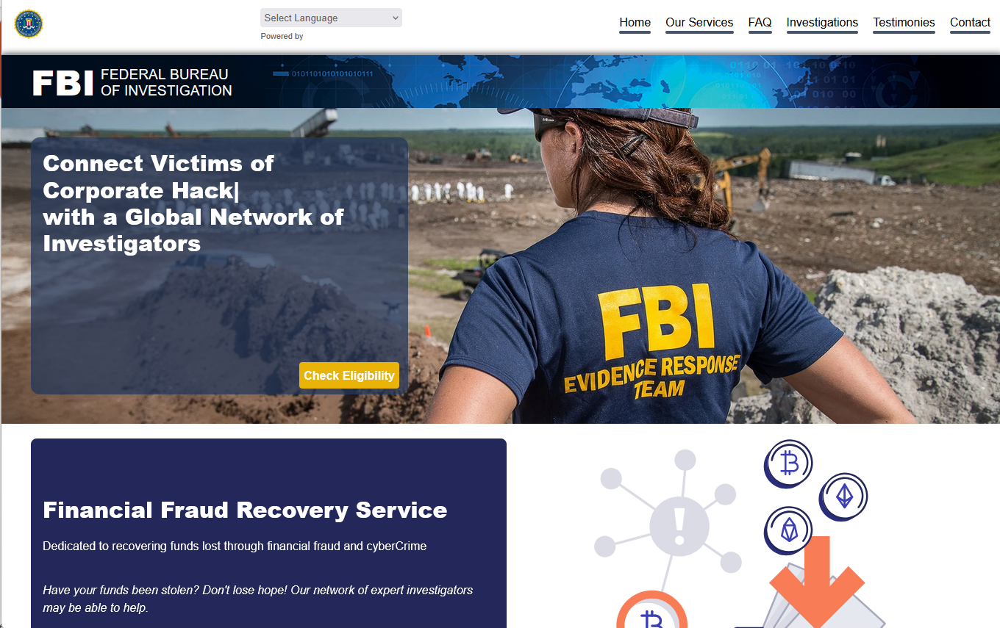 Select Language
Powered by
Home
Our Services
FAQ
Investigations
Testimonies
Contact
FBI
FEDERAL BUREAU
OF INVESTIGATION
0101101010101010111
Connect Victims of
Corporate Hack|
with a Global Network of
Investigators
Check Eligibility
FBI
EVIDENCE RESPONSE
TEAM
Financial Fraud Recovery Service
Dedicated to recovering funds lost through financial fraud and cyberCrime
Have your funds been stolen? Don't lose hope! Our network of expert investigators
may be able to help.